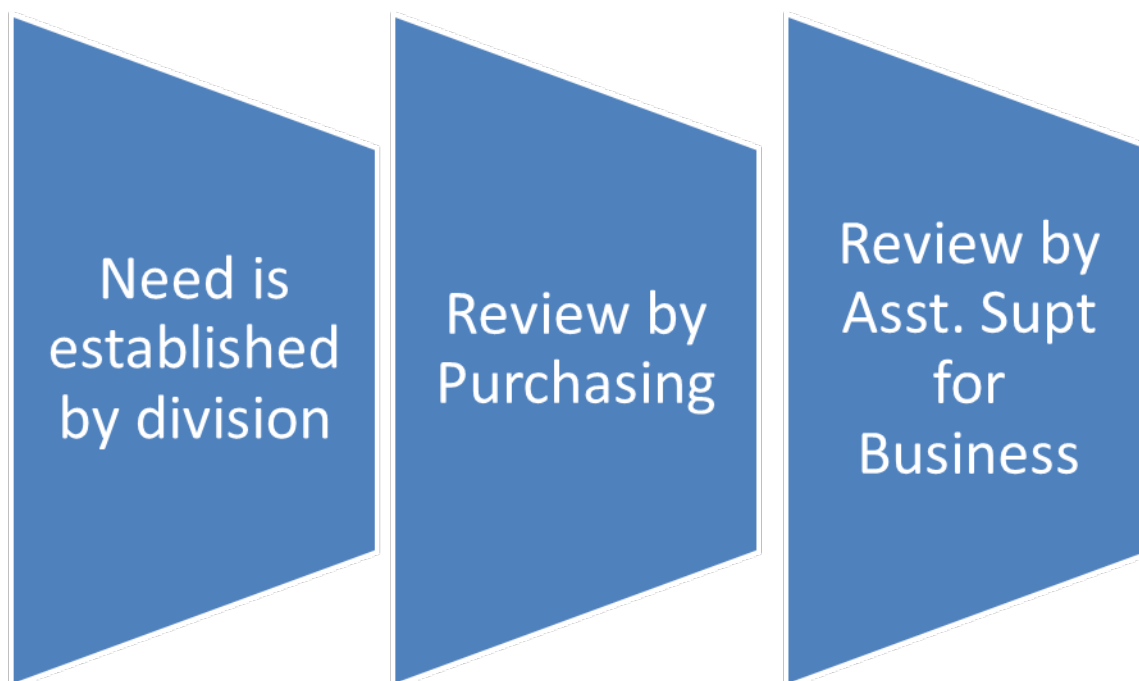 Need is
established
by division
Review by
Purchasing
Review by
Asst. Supt
for
Business